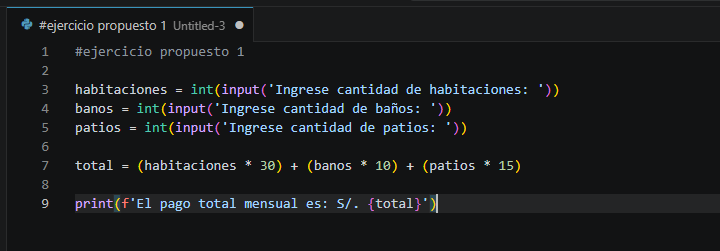 #ejercicio propuesto 1 Untitled-3
1 #ejercicio propuesto 1
2
3 habitaciones = int(input('Ingrese cantidad de habitaciones: '))
4 banos = int(input('Ingrese cantidad de baños: '))
5 patios = int(input('Ingrese cantidad de patios: '))
6
7 total = (habitaciones * 30) + (banos * 10) + (patios * 15)
8
9 print(f'El pago total mensual es: S/. {total}')